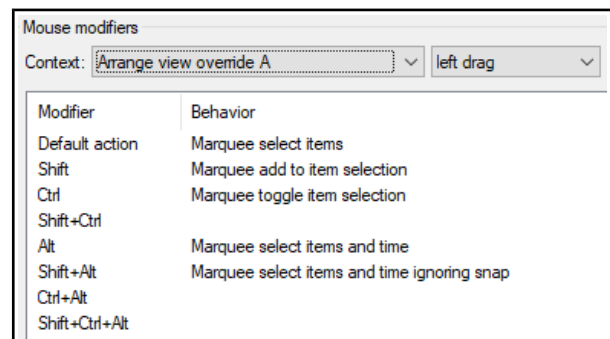 Mouse modifiers
Context: Arrange view override A left drag
Modifier Behavior
Default action Marquee select items
Shift Marquee add to item selection
Ctrl Marquee toggle item selection
Shift+Ctrl
Alt Marquee select items and time
Shift+Alt Marquee select items and time ignoring snap
Ctrl+Alt
Shift+Ctrl+Alt